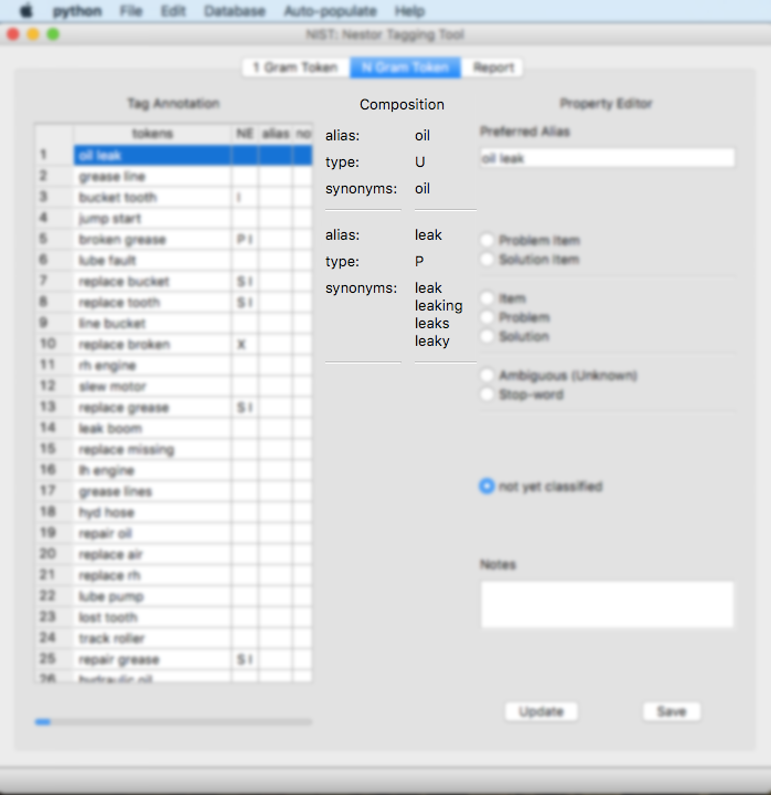 python File Edit Database Auto-populate Help
NIST: Nestor Tagging Tool
1 Gram Token N Gram Token Report
Tag Annotation
tokens NE alias no
1 oil leak
2 grease line
3 bucket tooth I
4 jump start
5 broken grease P I
6 lube fault
7 replace bucket S I
8 replace tooth S I
9 line bucket
10 replace broken X
11 rh engine
12 slew motor
13 replace grease S I
14 leak boom
15 replace missing
16 lh engine
17 grease lines
18 hyd hose
19 repair oil
20 replace air
21 replace rh
22 lube pump
23 lost tooth
24 track roller
25 repair grease S I
26 hydraulic oil
Composition
alias: oil
type: U
synonyms: oil
alias: leak
type: P
synonyms: leak
leaking
leaks
leaky
Property Editor
Preferred Alias
oil leak
Problem Item
Solution Item
Item
Problem
Solution
Ambiguous (Unknown)
Stop-word
not yet classified
Notes
Update Save